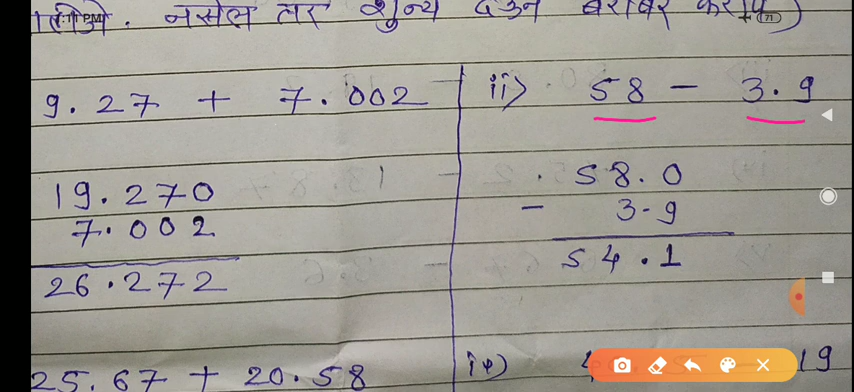 नसेल तर शून्य देऊन बराबर
9.27 + 7.002
19.270
7.002
26.272
25.67 + 20.58
ii) 58 - 3.9
58.0
- 3.9
54.1
iv)
19